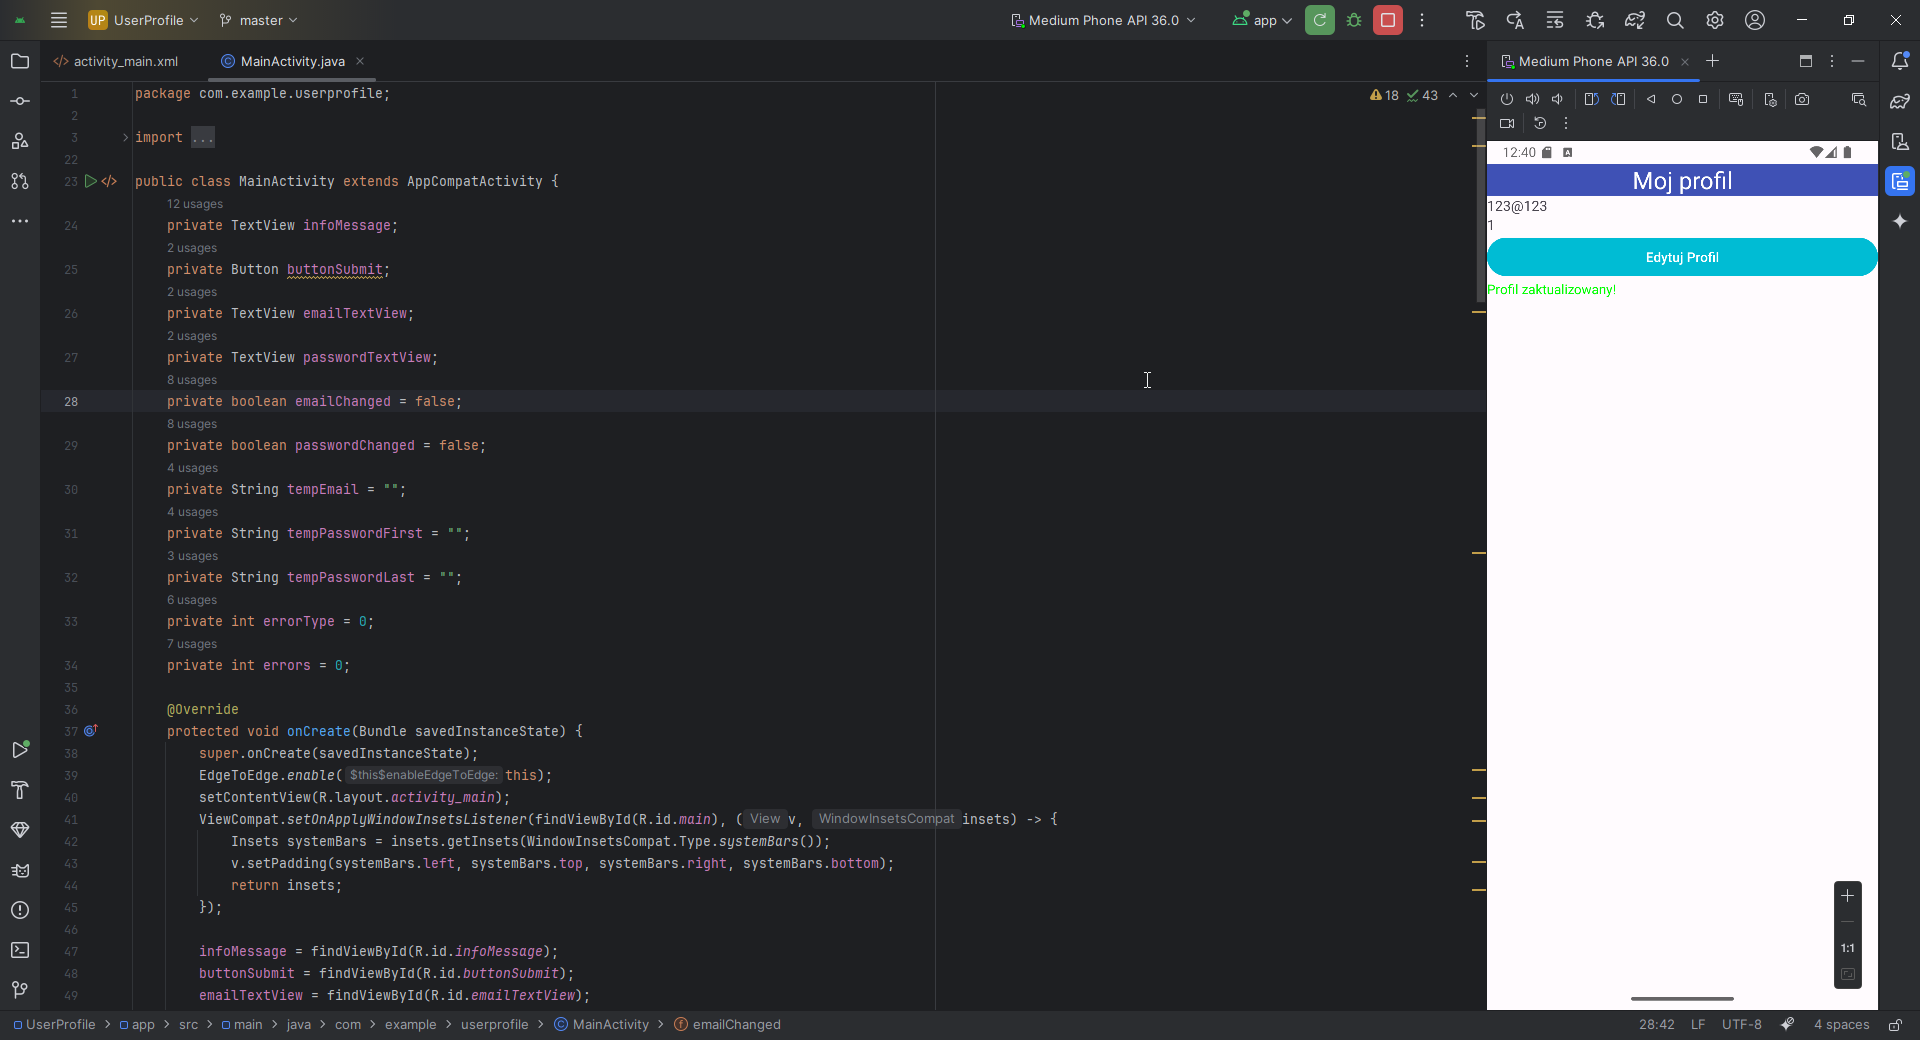 UP UserProfile master Medium Phone API 36.0 app
activity_main.xml MainActivity.java Medium Phone API 36.0
18 43
1 package com.example.userprofile;
2
3 import ...
22
23 public class MainActivity extends AppCompatActivity {
12 usages
24 private TextView infoMessage;
2 usages
25 private Button buttonSubmit;
2 usages
26 private TextView emailTextView;
2 usages
27 private TextView passwordTextView;
8 usages
28 private boolean emailChanged = false;
8 usages
29 private boolean passwordChanged = false;
4 usages
30 private String tempEmail = "";
4 usages
31 private String tempPasswordFirst = "";
3 usages
32 private String tempPasswordLast = "";
6 usages
33 private int errorType = 0;
7 usages
34 private int errors = 0;
35
36 @Override
37 protected void onCreate(Bundle savedInstanceState) {
38 super.onCreate(savedInstanceState);
39 EdgeToEdge.enable( $this$enableEdgeToEdge: this);
40 setContentView(R.layout.activity_main);
41 ViewCompat.setOnApplyWindowInsetsListener(findViewById(R.id.main), ( View v, WindowInsetsCompat insets) -> {
42 Insets systemBars = insets.getInsets(WindowInsetsCompat.Type.systemBars());
43 v.setPadding(systemBars.left, systemBars.top, systemBars.right, systemBars.bottom);
44 return insets;
45 });
46
47 infoMessage = findViewById(R.id.infoMessage);
48 buttonSubmit = findViewById(R.id.buttonSubmit);
49 emailTextView = findViewById(R.id.emailTextView);
12:40
Moj profil
123@123
1
Edytuj Profil
Profil zaktualizowany!
1:1
UserProfile > app > src > main > java > com > example > userprofile > MainActivity > emailChanged
28:42 LF UTF-8 4 spaces